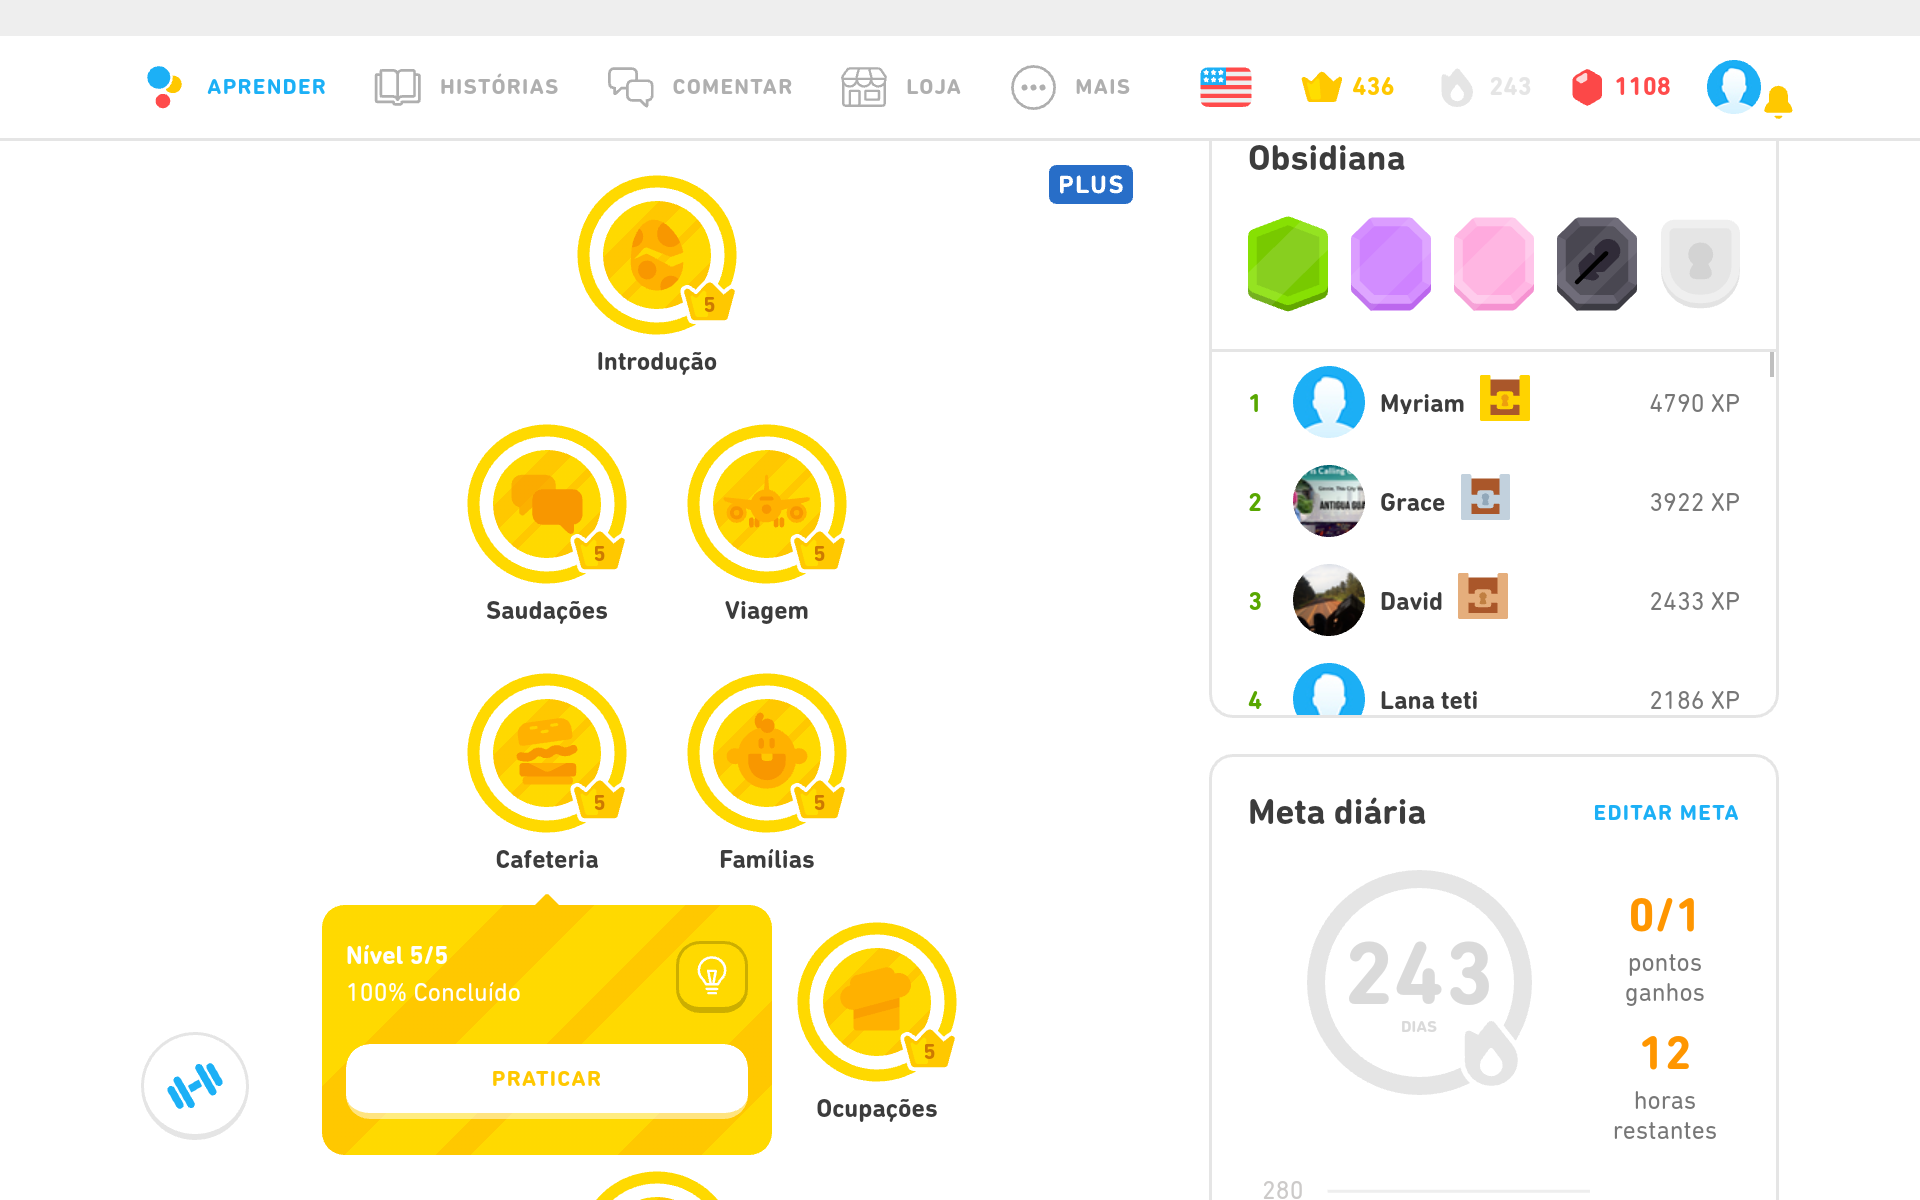 APRENDER
HISTÓRIAS
COMENTAR
LOJA
MAIS
436
243
1108
PLUS
5
Introdução
5
Saudações
5
Viagem
5
Cafeteria
5
Famílias
Nível 5/5
100% Concluído
PRATICAR
5
Ocupações
Obsidiana
1 Myriam 4790 XP
2 Grace 3922 XP
3 David 2433 XP
4 Lana teti 2186 XP
Meta diária
EDITAR META
243
DIAS
0/1
pontos
ganhos
12
horas
restantes
280